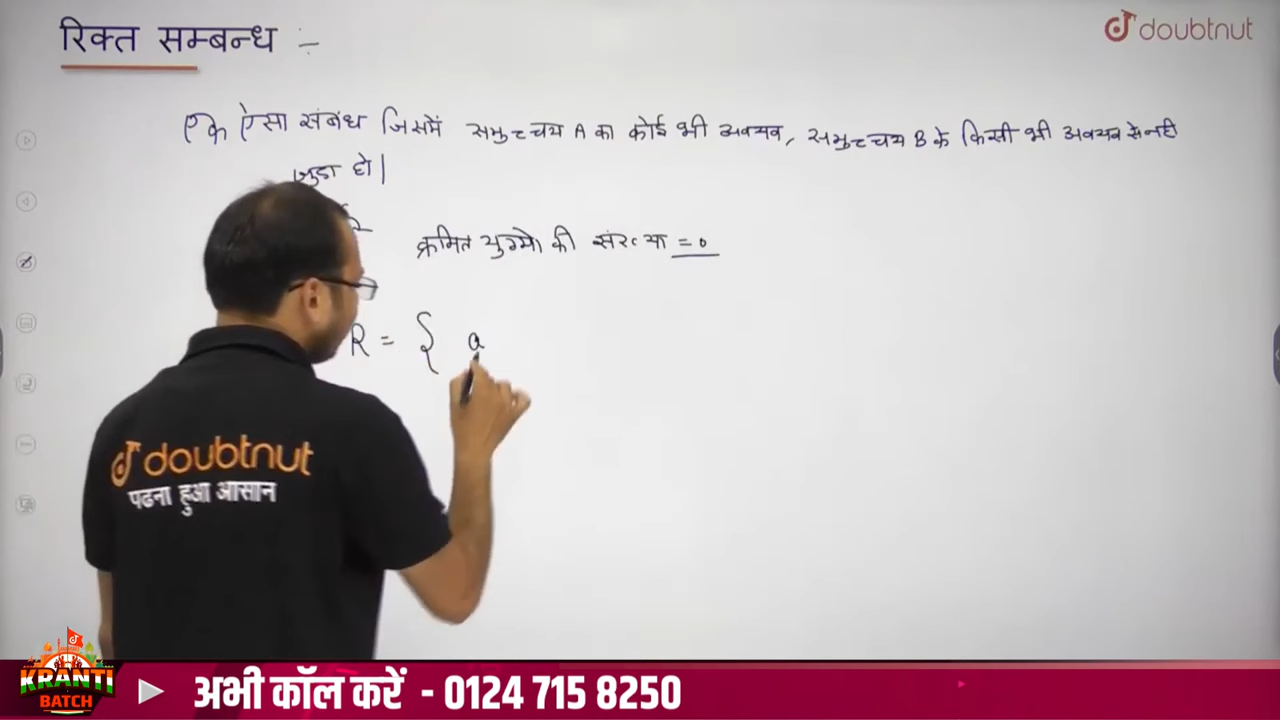 रिक्त सम्बन्ध :-
doubtnut
एक ऐसा संबंध जिसमें समुच्चय A का कोई भी अवयव, समुच्चय B के किसी भी अवयव से नही
जुडा हो|
क्रमित युग्मो की संख्या = 0
R = { a
doubtnut
पढना हुआ आसान
KRANTI
BATCH
अभी कॉल करें - 0124 715 8250